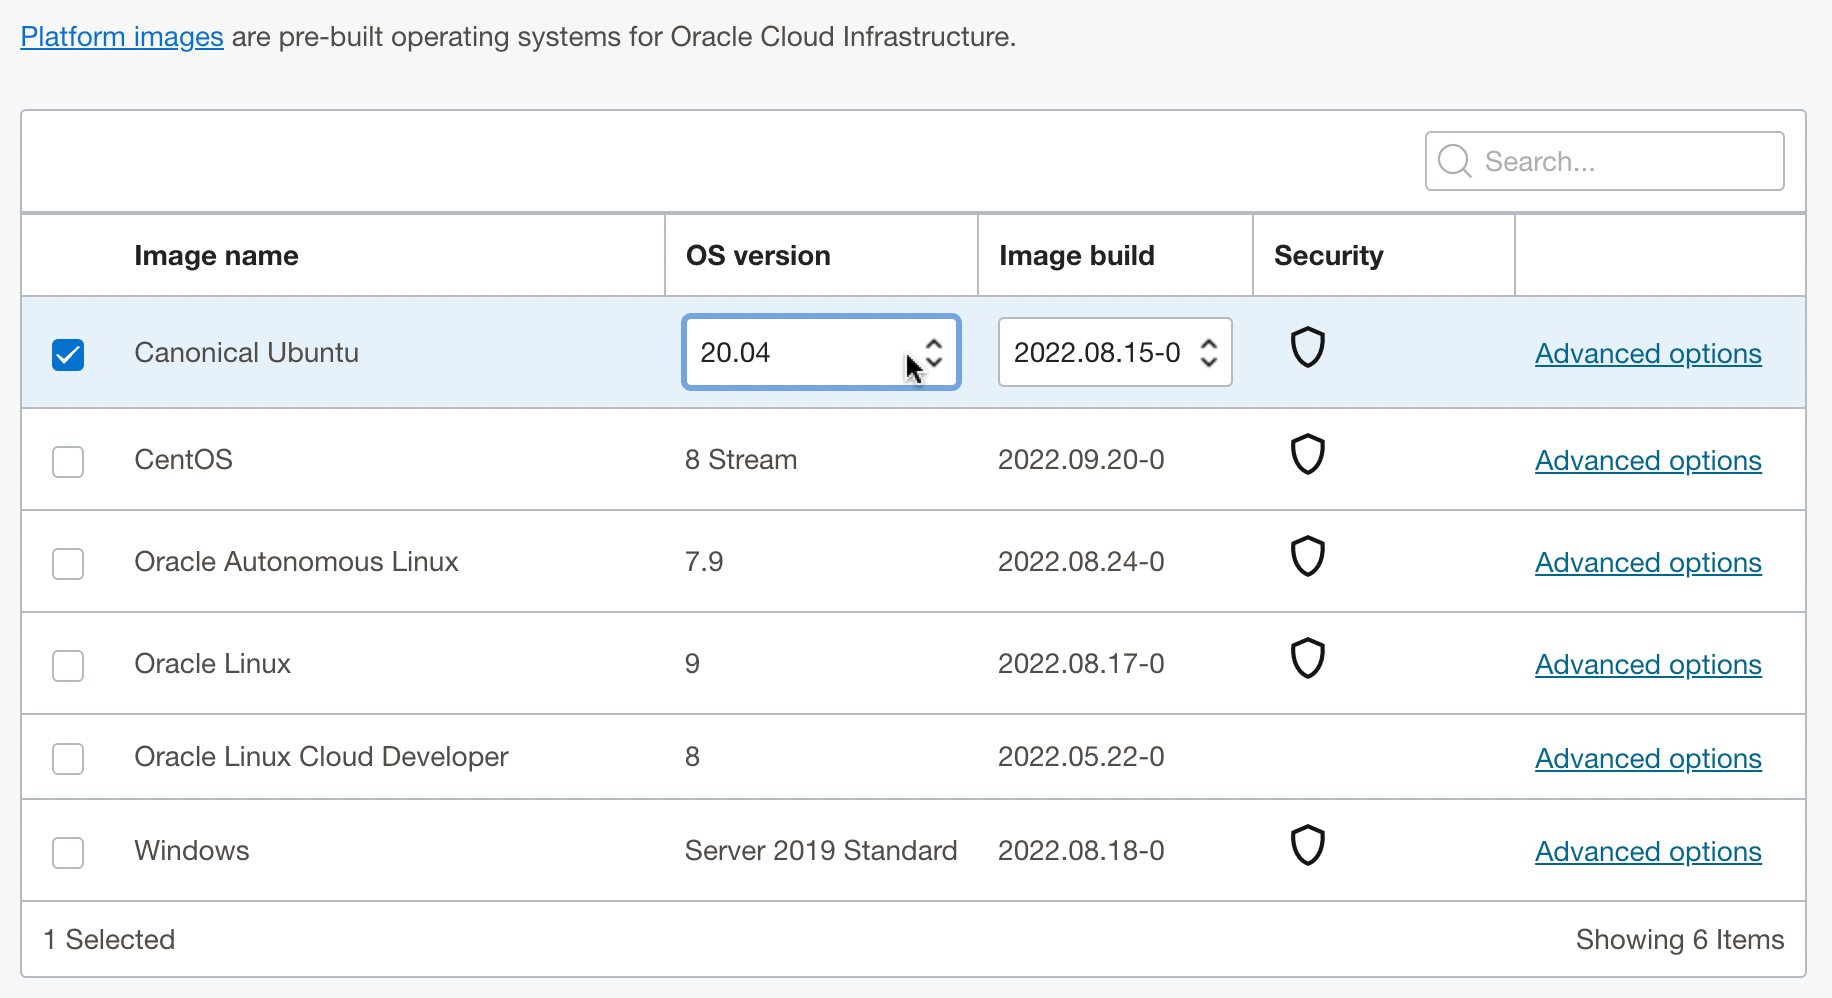 Platform images are pre-built operating systems for Oracle Cloud Infrastructure.
Search...
Image name OS version Image build Security
Canonical Ubuntu 20.04 2022.08.15-0 Advanced options
CentOS 8 Stream 2022.09.20-0 Advanced options
Oracle Autonomous Linux 7.9 2022.08.24-0 Advanced options
Oracle Linux 9 2022.08.17-0 Advanced options
Oracle Linux Cloud Developer 8 2022.05.22-0 Advanced options
Windows Server 2019 Standard 2022.08.18-0 Advanced options
1 Selected Showing 6 Items